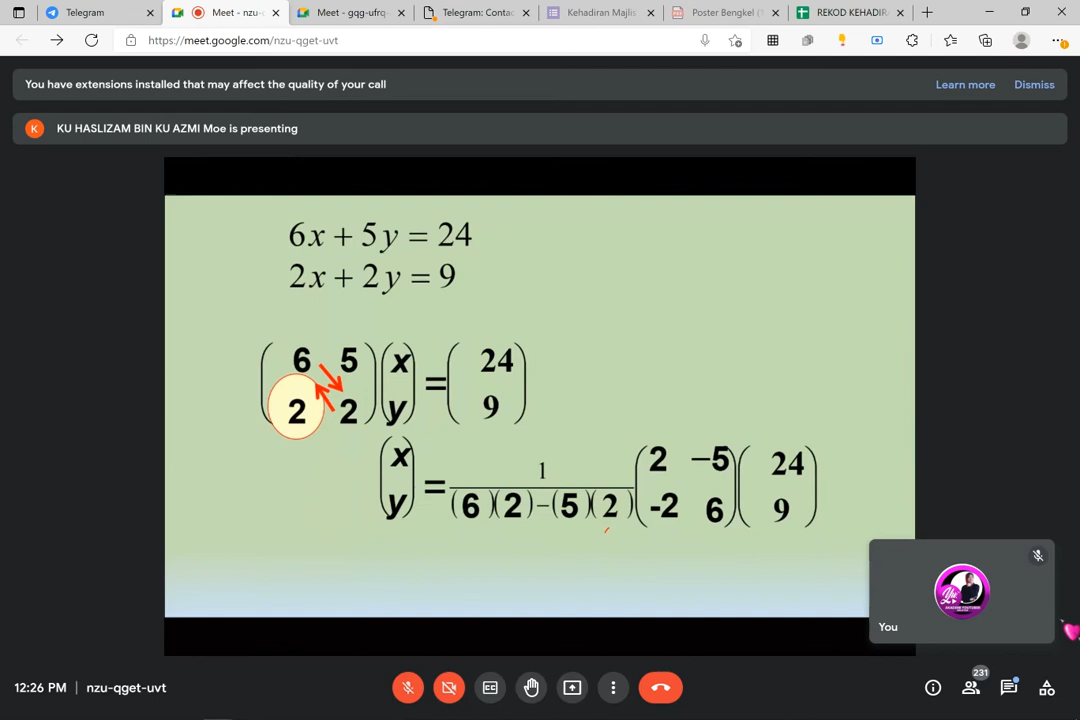 Telegram
Meet - nzu-
Meet - gqg-ufrq-
Telegram: Contac
Kehadiran Majlis
Poster Bengkel (
REKOD KEHADIRA
https://meet.google.com/nzu-qget-uvt
You have extensions installed that may affect the quality of your call
Learn more
Dismiss
K
KU HASLIZAM BIN KU AZMI Moe is presenting
6x + 5y = 24
2x + 2y = 9
( 6 5 ) ( x ) = ( 24 )
( 2 2 ) ( y ) ( 9 )
( x ) = 1 ( 2 −5 ) ( 24 )
( y ) (6)(2)−(5)(2) ( -2 6 ) ( 9 )
You
12:26 PM | nzu-qget-uvt
231